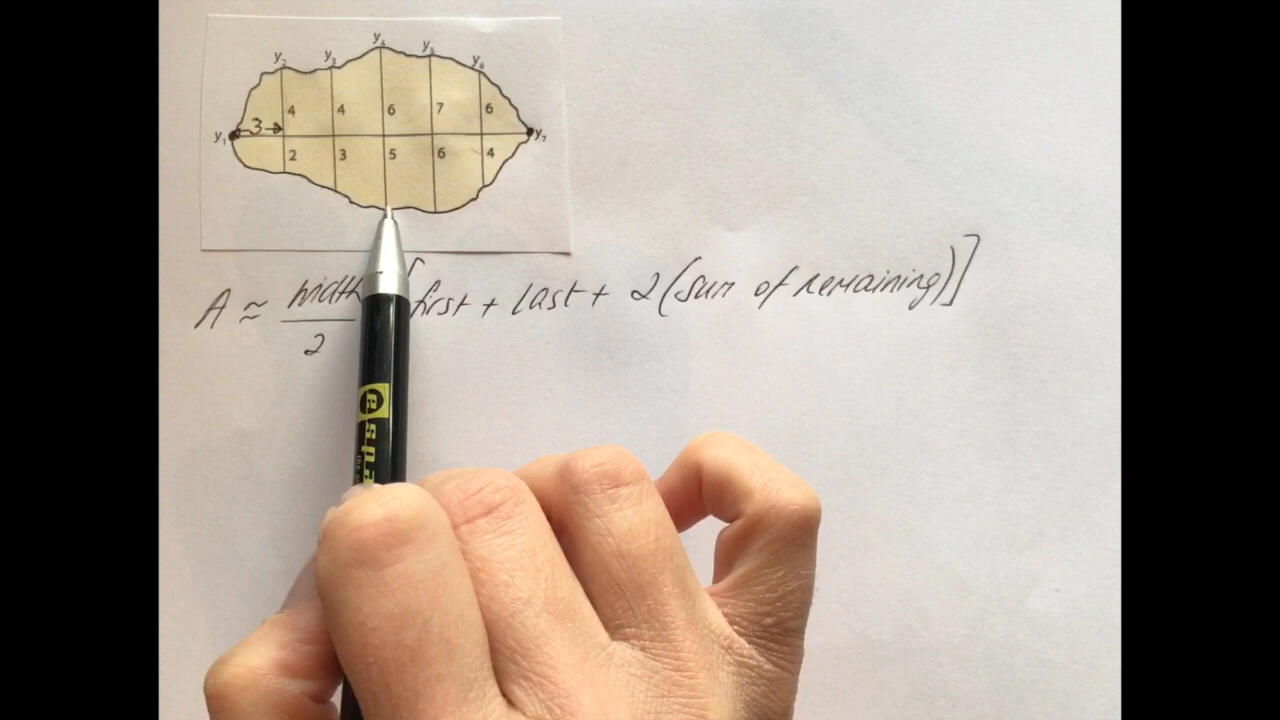 y₄
y₂ y₃ y₅ y₆
4 4 6 7 6
y₁ 3 y₇
2 3 5 6 4
A ≈ width/2 [first + last + 2(sum of remaining)]